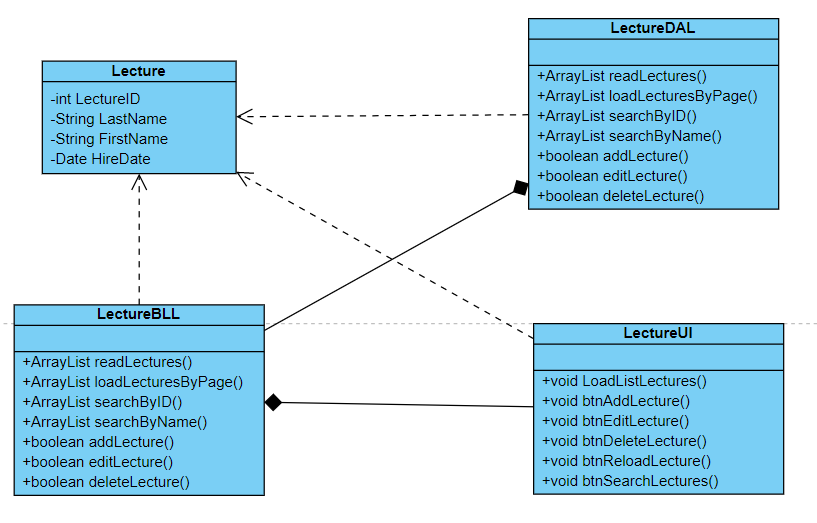 Lecture
-int LectureID
-String LastName
-String FirstName
-Date HireDate
LectureDAL
+ArrayList readLectures()
+ArrayList loadLecturesByPage()
+ArrayList searchByID()
+ArrayList searchByName()
+boolean addLecture()
+boolean editLecture()
+boolean deleteLecture()
LectureBLL
+ArrayList readLectures()
+ArrayList loadLecturesByPage()
+ArrayList searchByID()
+ArrayList searchByName()
+boolean addLecture()
+boolean editLecture()
+boolean deleteLecture()
LectureUI
+void LoadListLectures()
+void btnAddLecture()
+void btnEditLecture()
+void btnDeleteLecture()
+void btnReloadLecture()
+void btnSearchLectures()